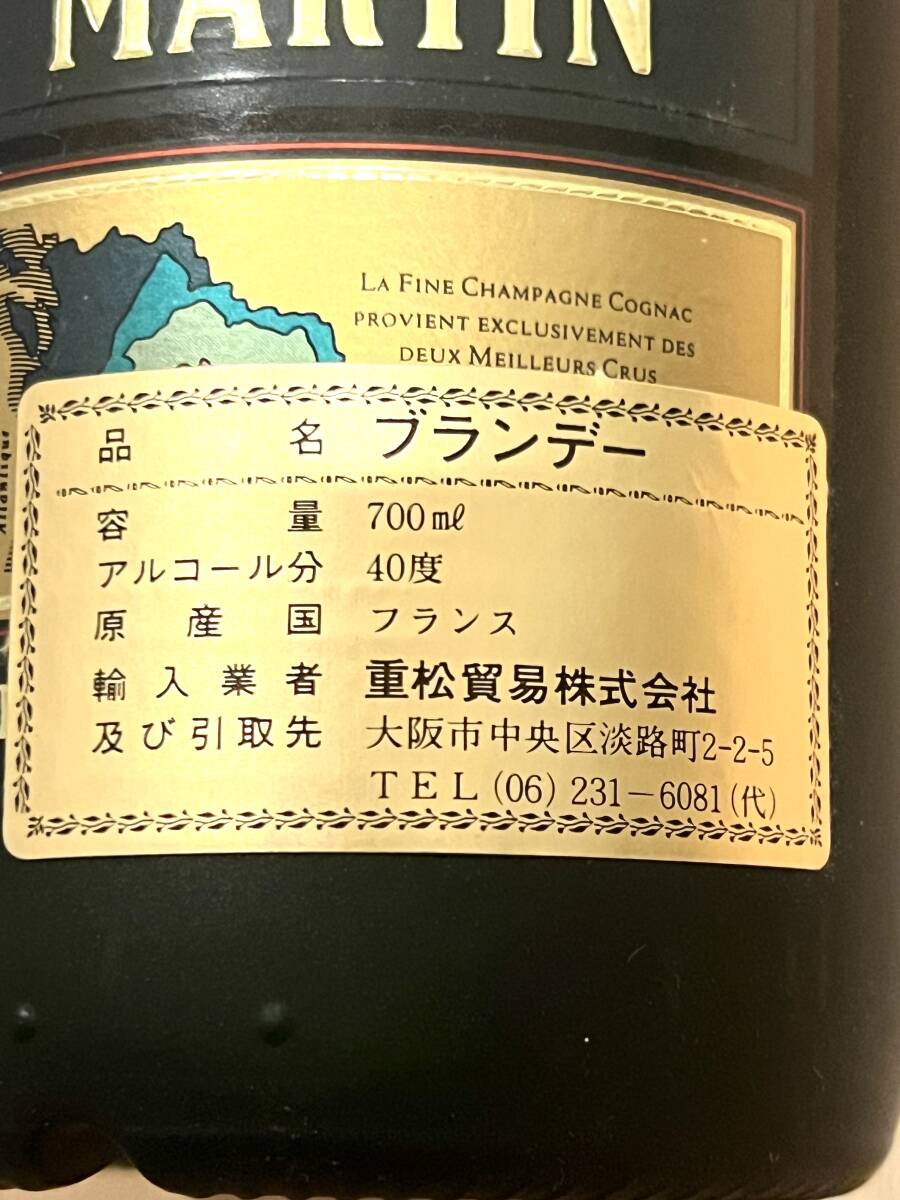 MARTIN
LA FINE CHAMPAGNE COGNAC
PROVIENT EXCLUSIVEMENT DES
DEUX MEILLEURS CRUS
品名 ブランデー
容量 700㎖
アルコール分 40度
原産国 フランス
輸入業者 重松貿易株式会社
及び引取先 大阪市中央区淡路町2-2-5
TEL (06) 231-6081 (代)